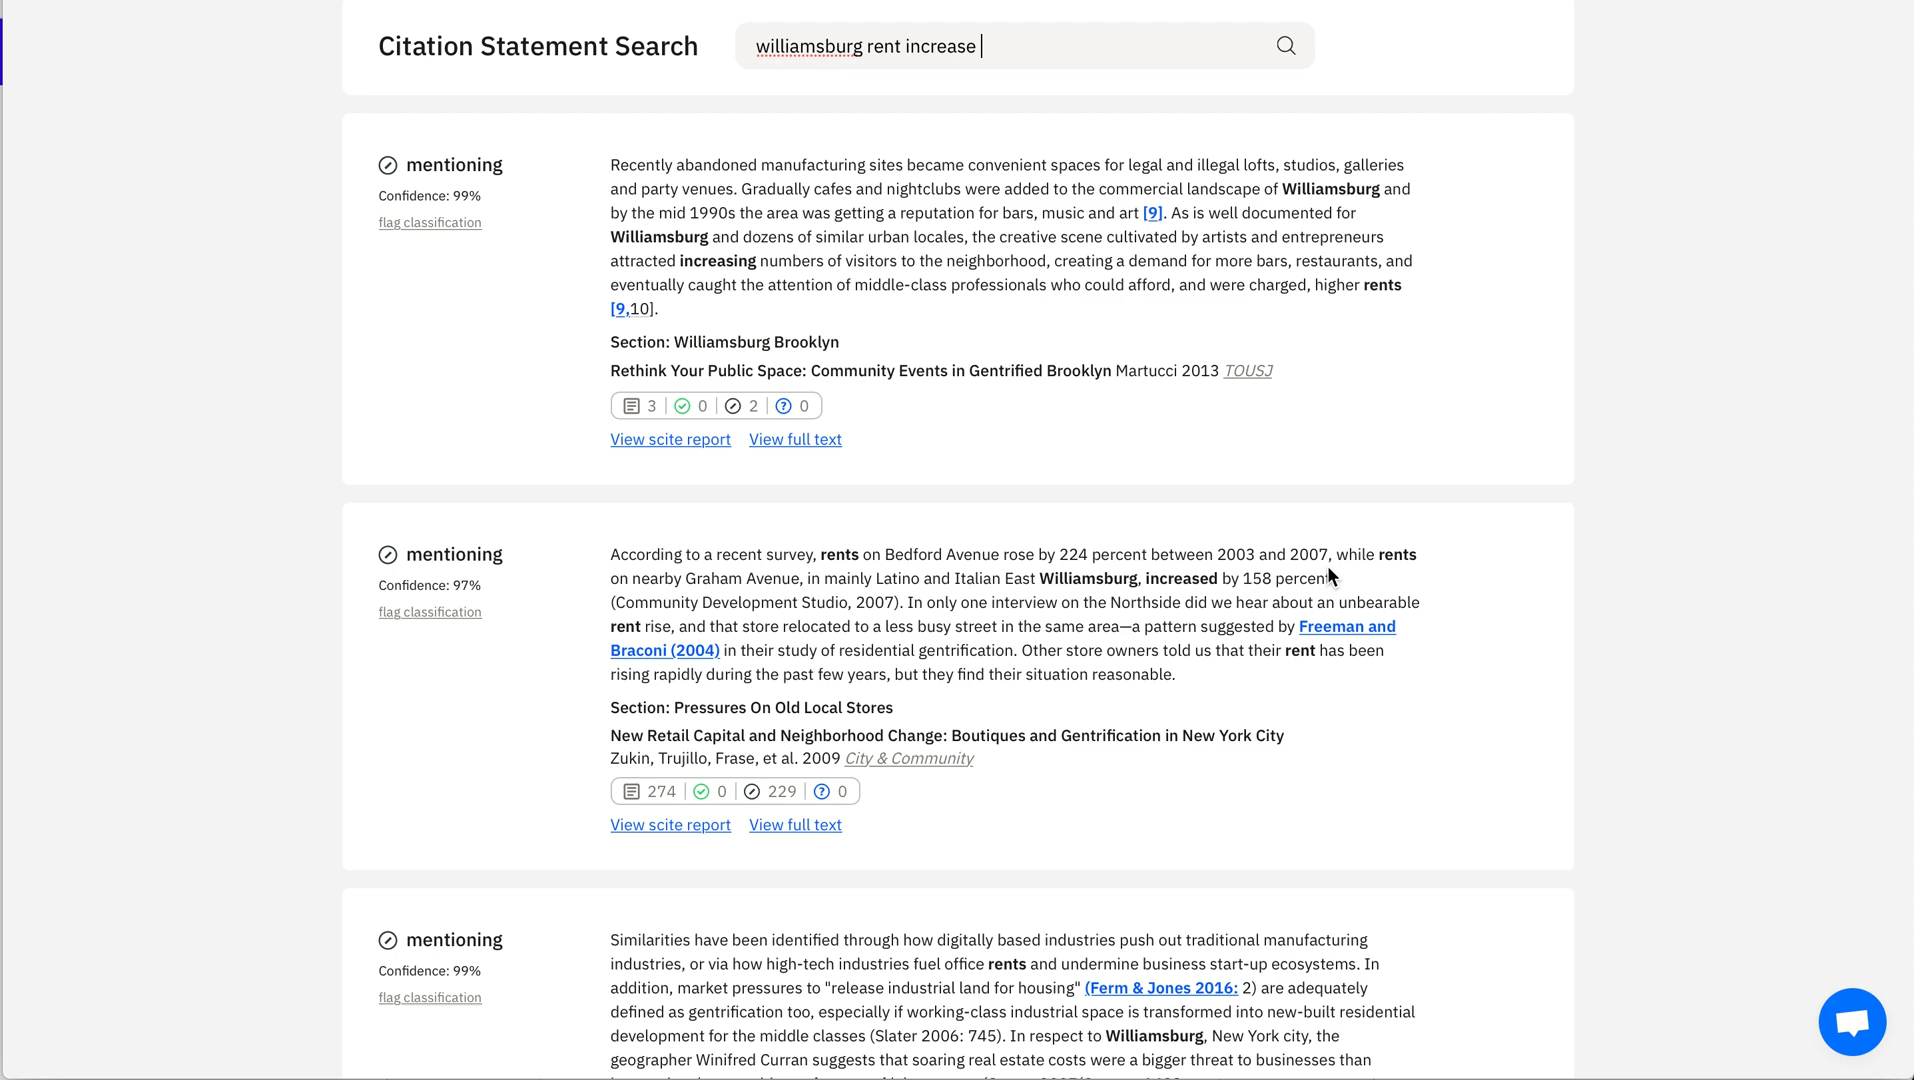 Citation Statement Search
williamsburg rent increase
mentioning
Confidence: 99%
flag classification
Recently abandoned manufacturing sites became convenient spaces for legal and illegal lofts, studios, galleries
and party venues. Gradually cafes and nightclubs were added to the commercial landscape of Williamsburg and
by the mid 1990s the area was getting a reputation for bars, music and art [9]. As is well documented for
Williamsburg and dozens of similar urban locales, the creative scene cultivated by artists and entrepreneurs
attracted increasing numbers of visitors to the neighborhood, creating a demand for more bars, restaurants, and
eventually caught the attention of middle-class professionals who could afford, and were charged, higher rents
[9,10].
Section: Williamsburg Brooklyn
Rethink Your Public Space: Community Events in Gentrified Brooklyn Martucci 2013 TOUSJ
3 0 2 0
View scite report View full text
mentioning
Confidence: 97%
flag classification
According to a recent survey, rents on Bedford Avenue rose by 224 percent between 2003 and 2007, while rents
on nearby Graham Avenue, in mainly Latino and Italian East Williamsburg, increased by 158 percent
(Community Development Studio, 2007). In only one interview on the Northside did we hear about an unbearable
rent rise, and that store relocated to a less busy street in the same area—a pattern suggested by Freeman and
Braconi (2004) in their study of residential gentrification. Other store owners told us that their rent has been
rising rapidly during the past few years, but they find their situation reasonable.
Section: Pressures On Old Local Stores
New Retail Capital and Neighborhood Change: Boutiques and Gentrification in New York City
Zukin, Trujillo, Frase, et al. 2009 City & Community
274 0 229 0
View scite report View full text
mentioning
Confidence: 99%
flag classification
Similarities have been identified through how digitally based industries push out traditional manufacturing
industries, or via how high-tech industries fuel office rents and undermine business start-up ecosystems. In
addition, market pressures to "release industrial land for housing" (Ferm & Jones 2016: 2) are adequately
defined as gentrification too, especially if working-class industrial space is transformed into new-built residential
development for the middle classes (Slater 2006: 745). In respect to Williamsburg, New York city, the
geographer Winifred Curran suggests that soaring real estate costs were a bigger threat to businesses than